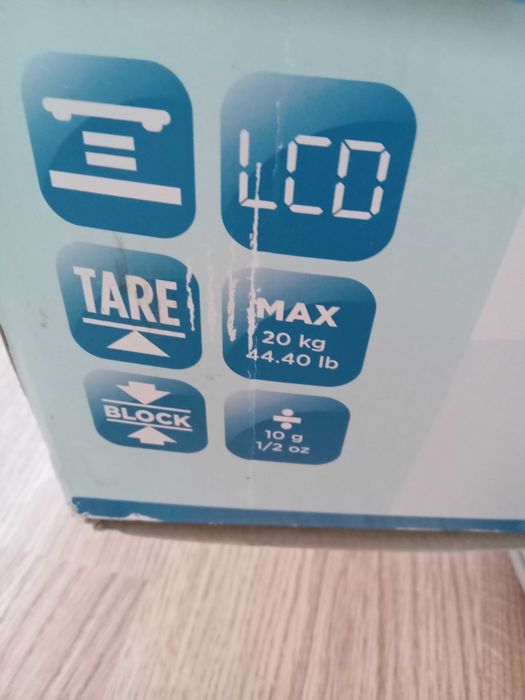 LCD
TARE
MAX
20 kg
44.40 lb
BLOCK
÷
10 g
1/2 oz